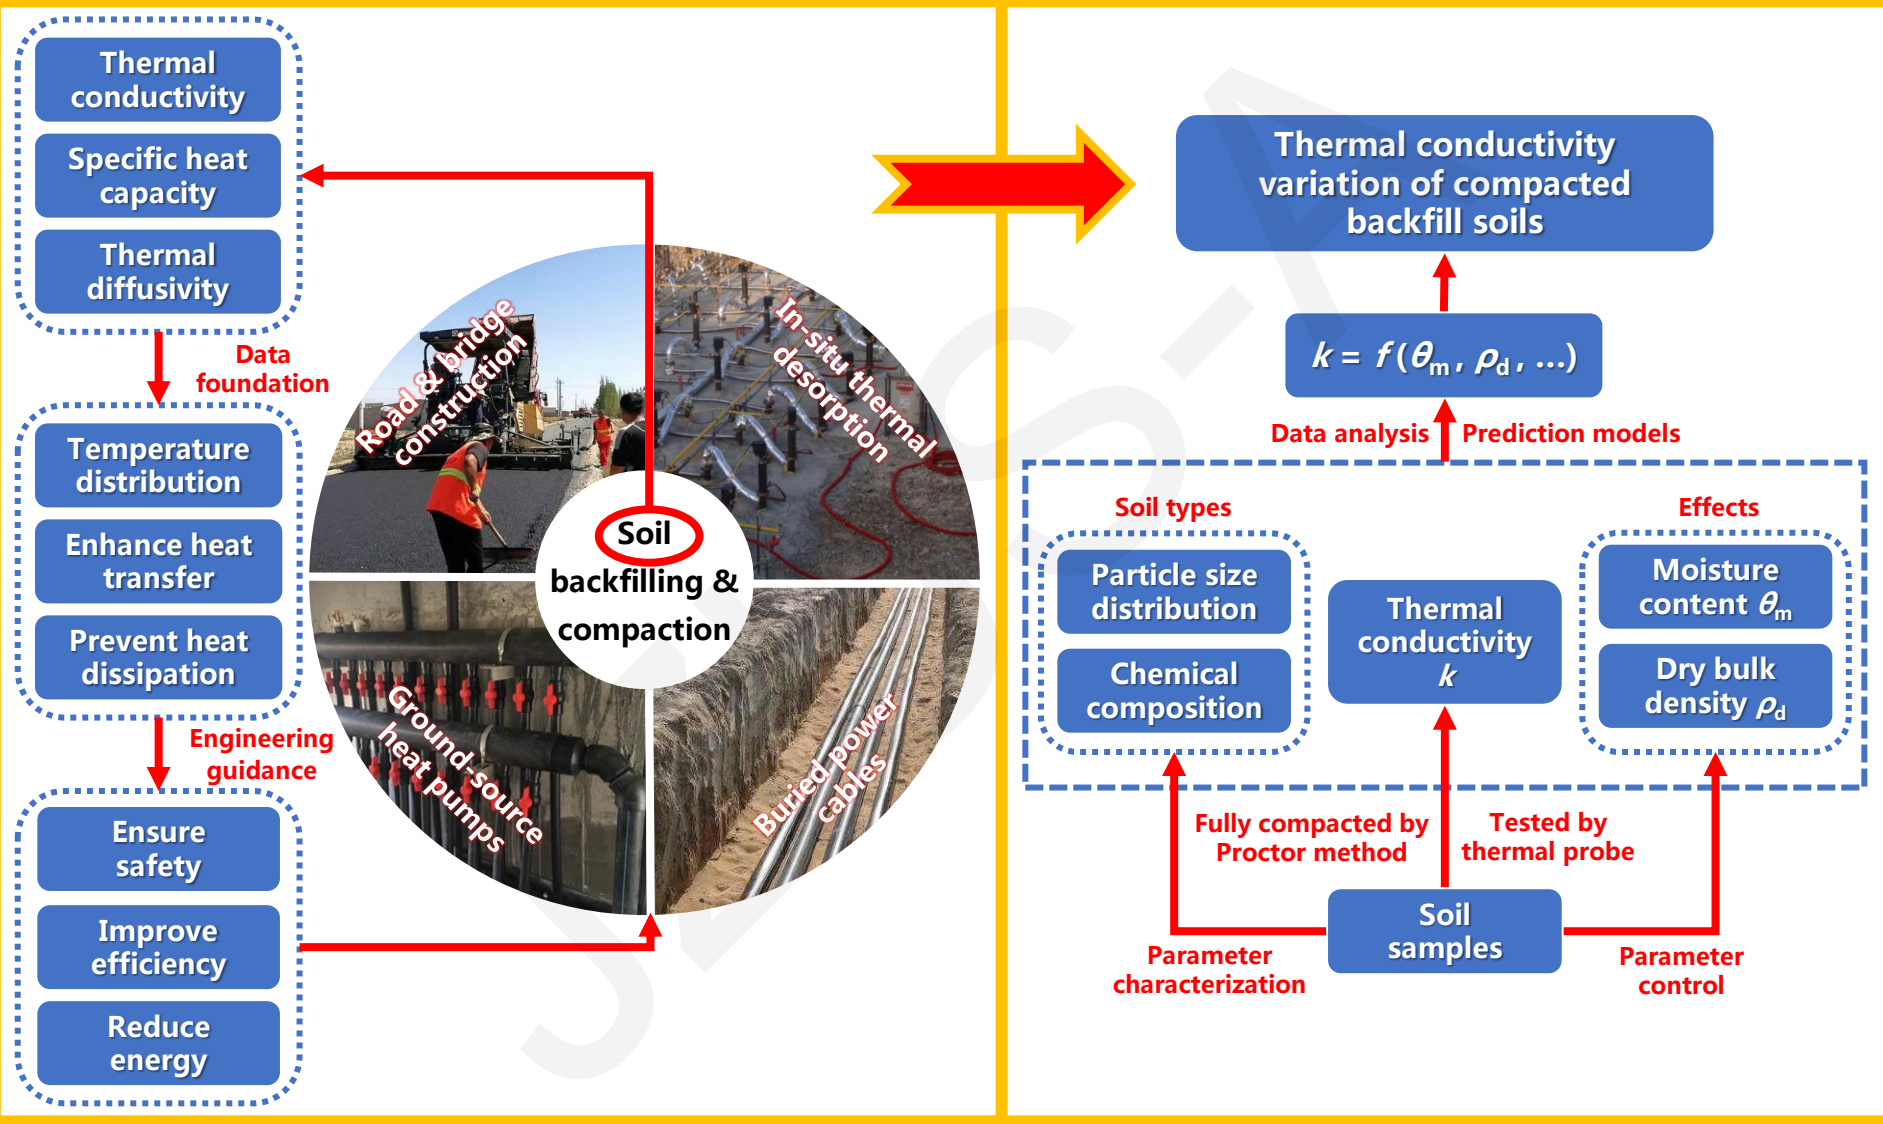 Thermal
conductivity
Specific heat
capacity
Thermal
diffusivity
Data
foundation
Temperature
distribution
Enhance heat
transfer
Prevent heat
dissipation
Engineering
guidance
Ensure
safety
Improve
efficiency
Reduce
energy
Road & bridge
construction
In-situ thermal
desorption
Soil
backfilling &
compaction
Ground-source
heat pumps
Buried power
cables
Thermal conductivity
variation of compacted
backfill soils
k = f (θm , ρd , ...)
Data analysis
Prediction models
Soil types
Particle size
distribution
Chemical
composition
Thermal
conductivity
k
Effects
Moisture
content θm
Dry bulk
density ρd
Fully compacted by
Proctor method
Tested by
thermal probe
Soil
samples
Parameter
characterization
Parameter
control